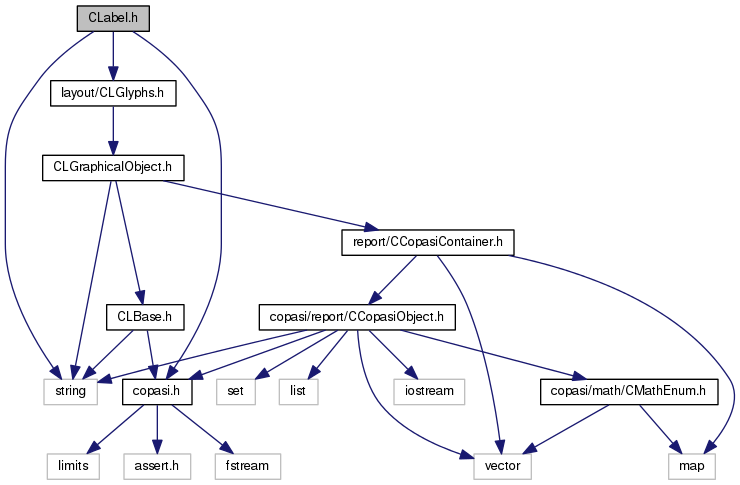 CLabel.h
layout/CLGlyphs.h
CLGraphicalObject.h
report/CCopasiContainer.h
CLBase.h
copasi/report/CCopasiObject.h
string
copasi.h
set
list
iostream
copasi/math/CMathEnum.h
limits
assert.h
fstream
vector
map